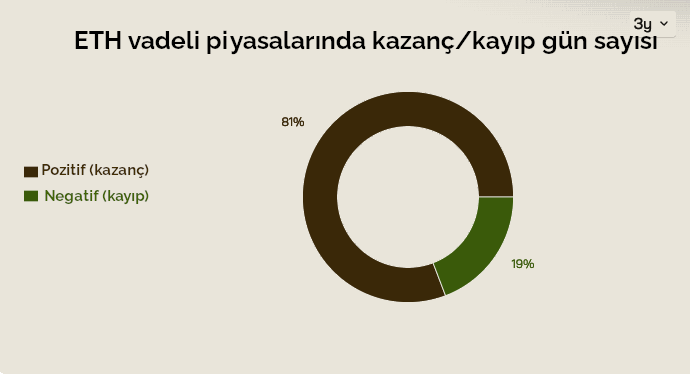 3y
ETH vadeli piyasalarında kazanç/kayıp gün sayısı
81%
Pozitif (kazanç)
Negatif (kayıp)
19%